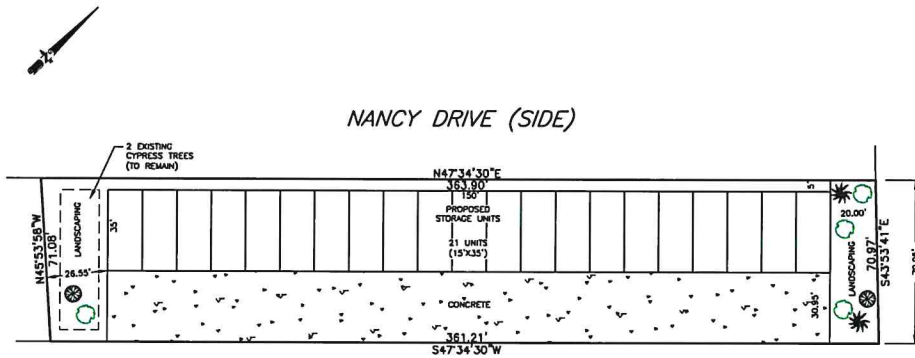 NANCY DRIVE (SIDE)
2 EXISTING
CYPRESS TREES
(TO REMAIN)
N47°34'30"E
363.90'
150'
PROPOSED
STORAGE UNITS
21 UNITS
(15'X35')
5'
20.00'
N45°53'58"W
71.08'
LANDSCAPING
35'
26.55'
CONCRETE
30.95'
LANDSCAPING
70.97'
S43°53'41"E
361.21'
S47°34'30"W